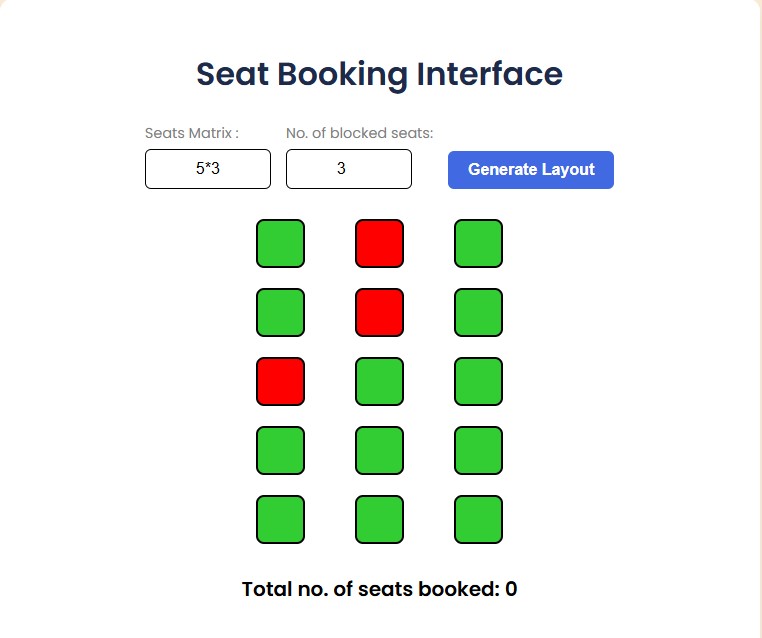 Seat Booking Interface
Seats Matrix : No. of blocked seats:
5*3 3 Generate Layout
Total no. of seats booked: 0